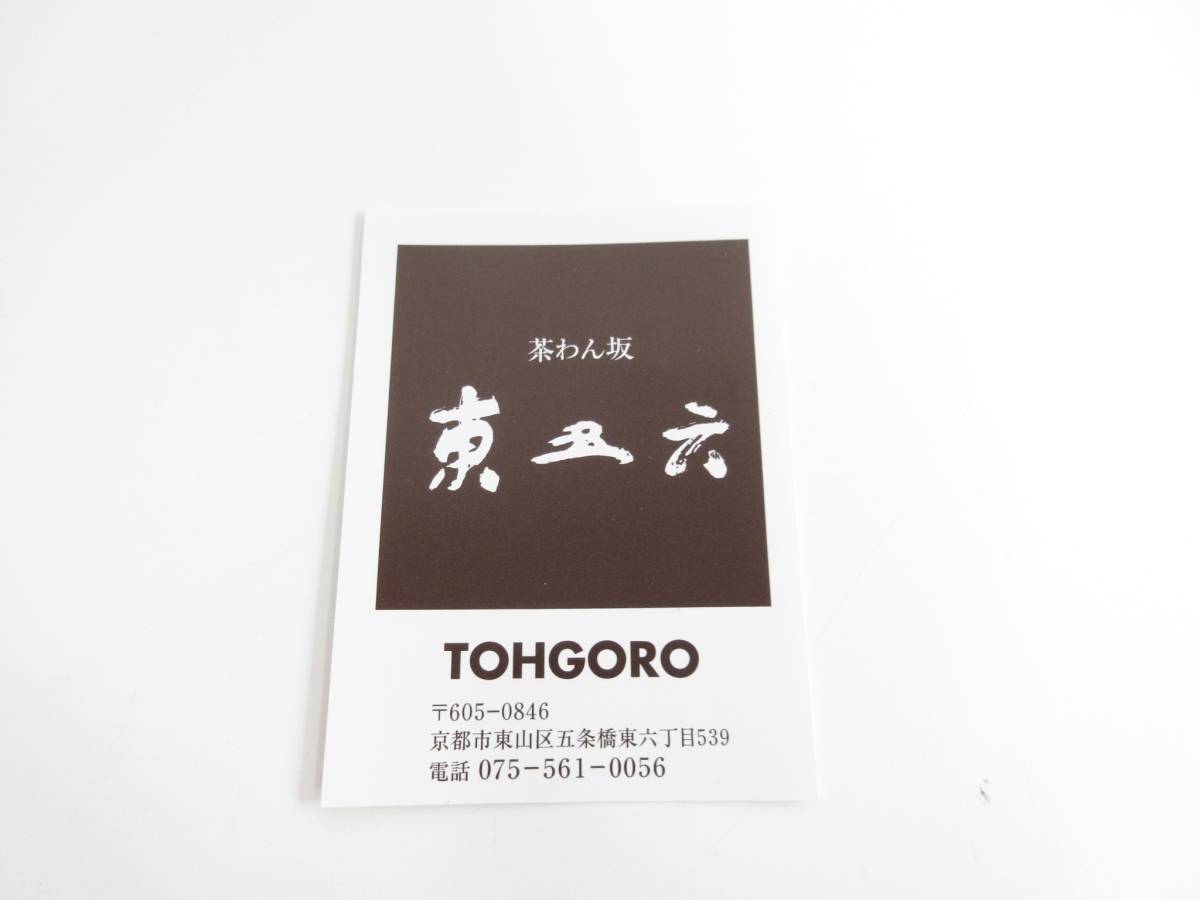 茶わん坂
東五六
TOHGORO
〒605-0846
京都市東山区五条橋東六丁目539
電話 075-561-0056